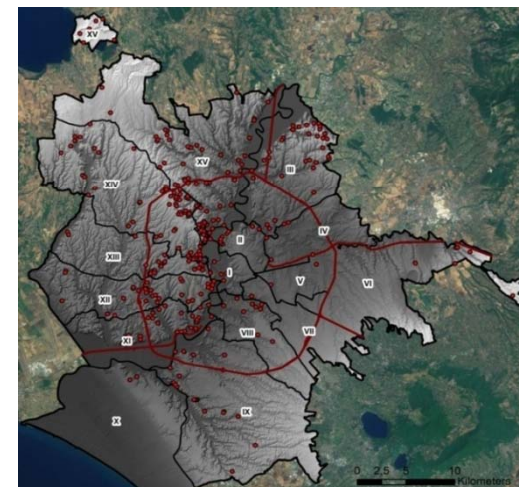 XV
XV
III
XIV
II
IV
XIII
I
V
VI
XII
VII
VIII
XI
IX
X
0 2,5 5 10
Kilometers